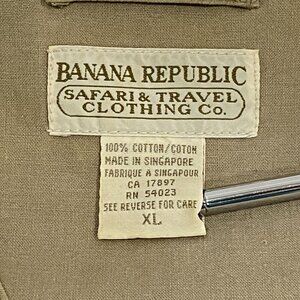 BANANA REPUBLIC
SAFARI & TRAVEL
CLOTHING Co.
100% COTTON/COTON
MADE IN SINGAPORE
FABRIQUE A SINGAPOUR
CA 17897
RN 54023
SEE REVERSE FOR CARE
XL